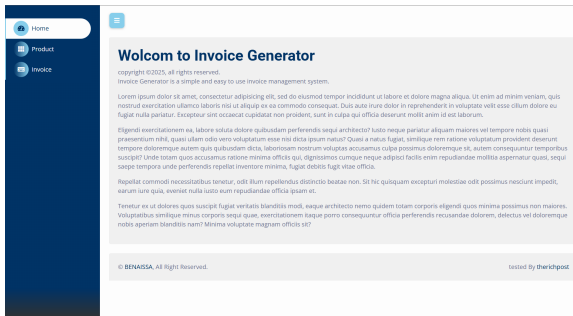 Home
Product
Invoice
Wolcom to Invoice Generator
copyright ©2025, all rights reserved.
Invoice Generator is a simple and easy to use invoice management system.
Lorem ipsum dolor sit amet, consectetur adipisicing elit, sed do eiusmod tempor incididunt ut labore et dolore magna aliqua. Ut enim ad minim veniam, quis
nostrud exercitation ullamco laboris nisi ut aliquip ex ea commodo consequat. Duis aute irure dolor in reprehenderit in voluptate velit esse cillum dolore eu
fugiat nulla pariatur. Excepteur sint occaecat cupidatat non proident, sunt in culpa qui officia deserunt mollit anim id est laborum.
Eligendi exercitationem ea, labore soluta dolore quibusdam perferendis sequi architecto? Iusto neque pariatur aliquam maiores vel tempore nobis quasi
praesentium nihil, quasi ullam odio vero voluptatum esse nisi dicta ipsum natus? Quasi a natus fugiat, similique rem ratione voluptatum provident deserunt
tempore doloremque autem quis quibusdam dicta, laboriosam nostrum voluptas accusamus culpa possimus doloremque sit, autem consequuntur temporibus
suscipit? Unde totam quos accusamus ratione minima officiis qui, dignissimos cumque neque adipisci facilis enim repudiandae mollitia aspernatur quasi, sequi
saepe tempora unde perferendis repellat inventore minima, fugiat debitis fugit vitae officia.
Repellat commodi necessitatibus tenetur, odit illum repellendus distinctio beatae non. Sit hic quisquam excepturi molestiae odit possimus nesciunt impedit,
earum iure quia, eveniet nulla iusto eum repudiandae officia ipsam et.
Tenetur ex ut dolores quos suscipit fugiat veritatis blanditiis modi, eaque architecto nemo quidem totam corporis eligendi quos minima possimus non maiores.
Voluptatibus similique minus corporis sequi quae, exercitationem itaque porro consequuntur officia perferendis recusandae dolorem, delectus vel doloremque
nobis aperiam blanditiis nam? Minima voluptate magnam officiis sit?
© BENAISSA, All Right Reserved.
tested By therichpost